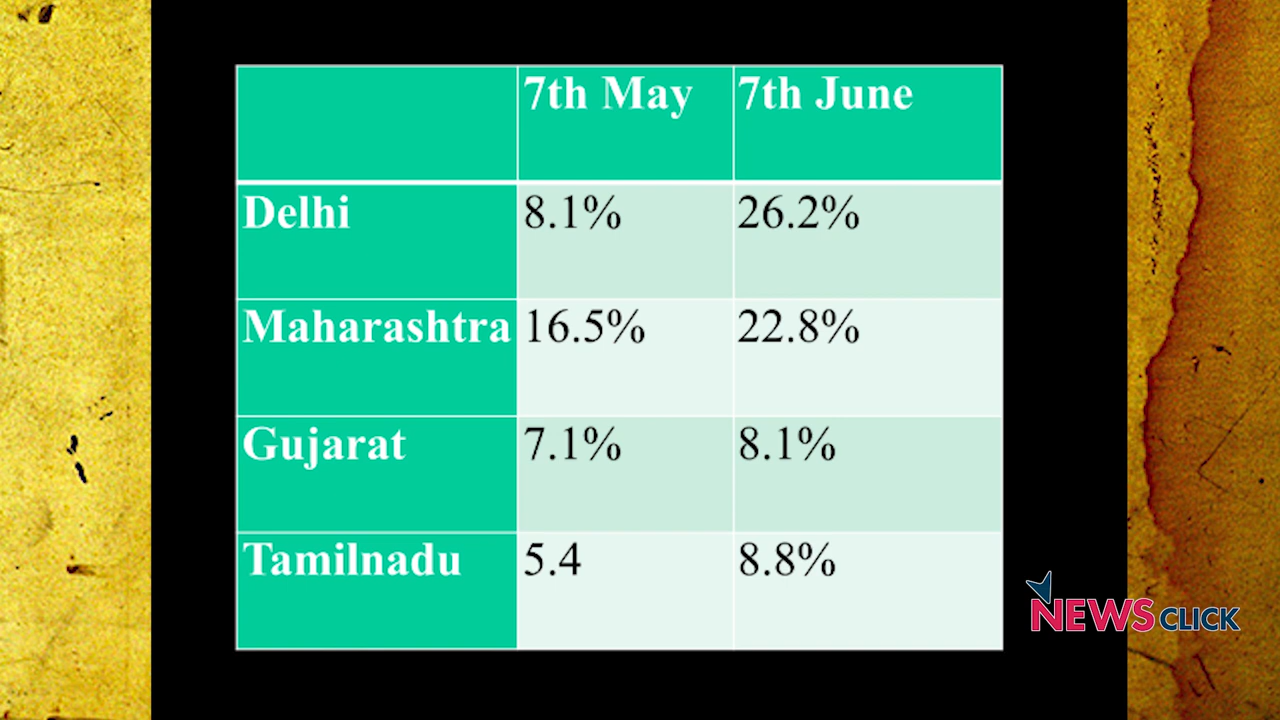 7th May 7th June
Delhi 8.1% 26.2%
Maharashtra 16.5% 22.8%
Gujarat 7.1% 8.1%
Tamilnadu 5.4 8.8%
NEWSCLICK